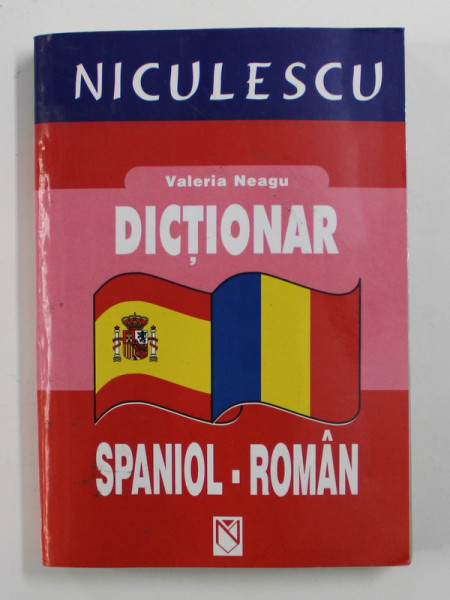 NICULESCU
Valeria Neagu
DICȚIONAR
SPANIOL - ROMÂN